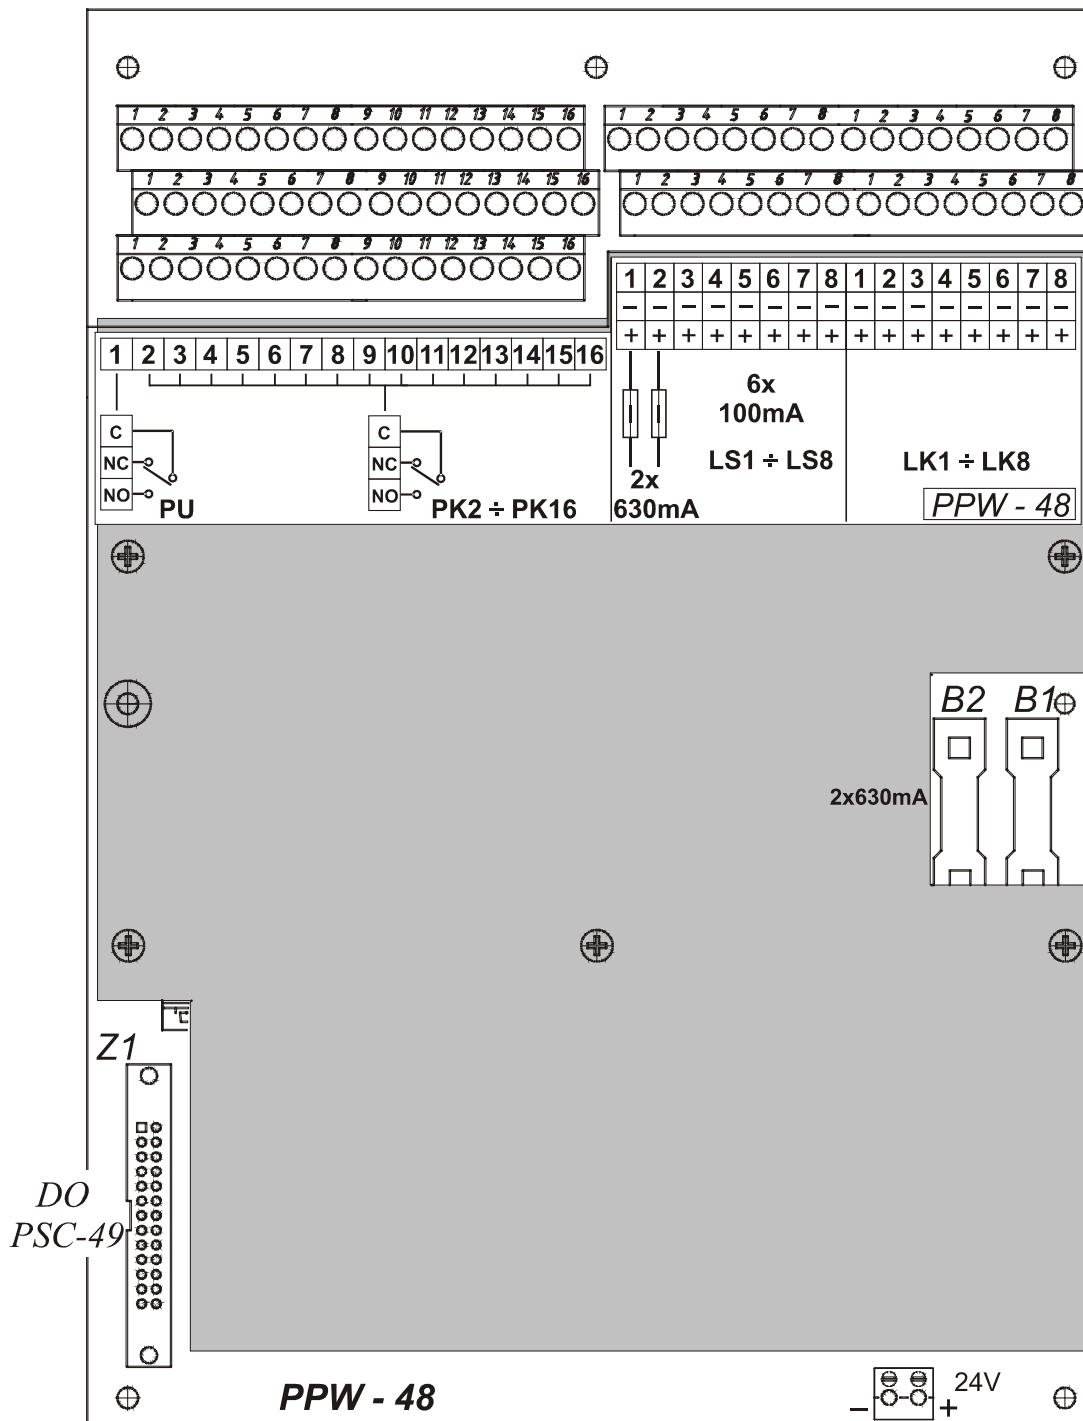 1 2 3 4 5 6 7 8 9 10 11 12 13 14 15 16
1 2 3 4 5 6 7 8 1 2 3 4 5 6 7 8
1 2 3 4 5 6 7 8 9 10 11 12 13 14 15 16
1 2 3 4 5 6 7 8 1 2 3 4 5 6 7 8
1 2 3 4 5 6 7 8 9 10 11 12 13 14 15 16
1 2 3 4 5 6 7 8 1 2 3 4 5 6 7 8
- - - - - - - - - - - - - - - -
+ + + + + + + + + + + + + + + +
1 2 3 4 5 6 7 8 9 10 11 12 13 14 15 16
6x
100mA
C
NC
NO
PU
C
NC
NO
PK2 ÷ PK16
2x
630mA
LS1 ÷ LS8
LK1 ÷ LK8
PPW - 48
B2 B1
2x630mA
Z1
DO
PSC-49
PPW - 48
- + 24V